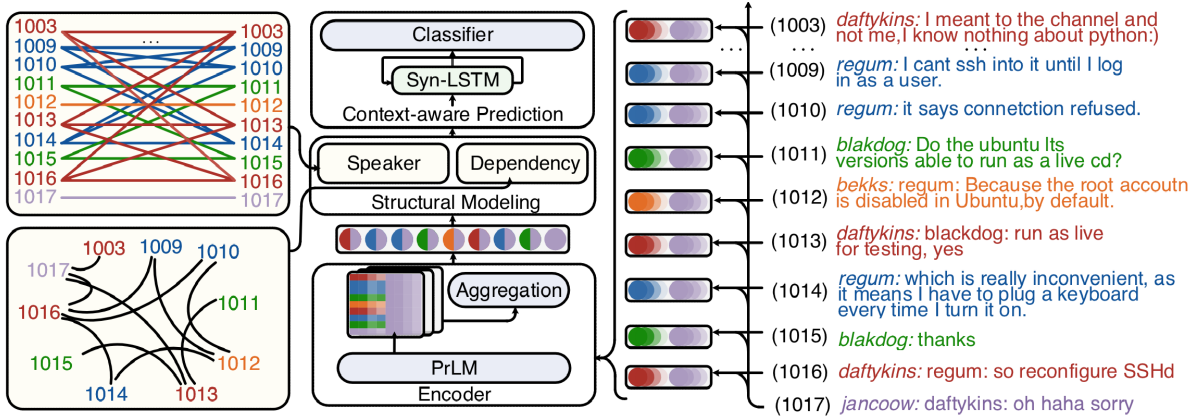 1003
1009
1010
1011
1012
1013
1014
1015
1016
1017
...
1003
1009
1010
1011
1012
1013
1014
1015
1016
1017
1003
1009
1010
1017
1016
1011
1015
1012
1014
1013
Classifier
Syn-LSTM
Context-aware Prediction
Speaker
Dependency
Structural Modeling
Aggregation
PrLM
Encoder
(1003)
daftykins: I meant to the channel and
not me,I know nothing about python:)
...
...
...
(1009)
regum: I cant ssh into it until I log
in as a user.
(1010)
regum: it says connetction refused.
(1011)
blakdog: Do the ubuntu lts
versions able to run as a live cd?
(1012)
bekks: regum: Because the root accoutn
is disabled in Ubuntu,by default.
(1013)
daftykins: blackdog: run as live
for testing, yes
(1014)
regum: which is really inconvenient, as
it means I have to plug a keyboard
every time I turn it on.
(1015)
blakdog: thanks
(1016)
daftykins: regum: so reconfigure SSHd
(1017)
jancoow: daftykins: oh haha sorry